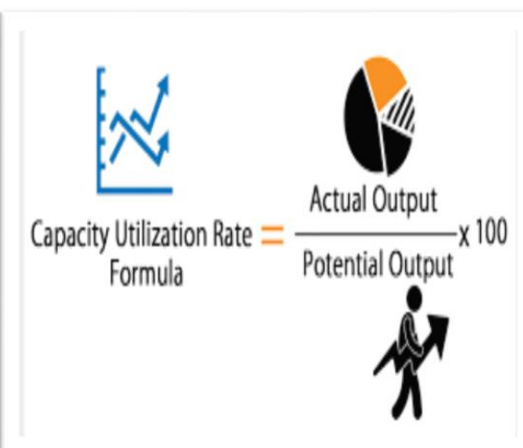 Capacity Utilization Rate
Formula
=
Actual Output
Potential Output
x 100